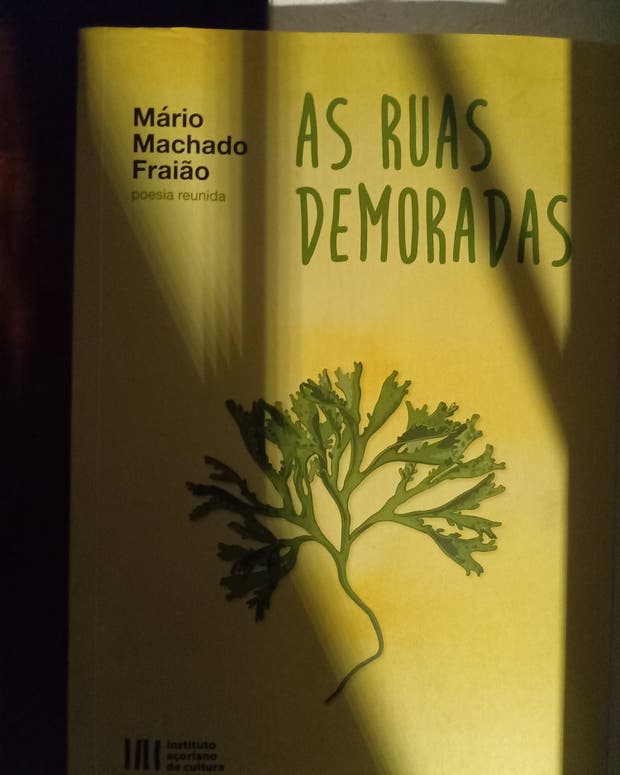 Mário
Machado
Fraião
poesia reunida
AS RUAS
DEMORADAS
instituto
açoriano
de cultura